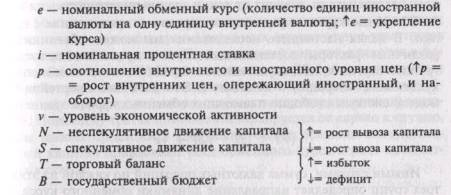 e — номинальный обменный курс (количество единиц иностранной
валюты на одну единицу внутренней валюты; ↑e = укрепление
курса)
i — номинальная процентная ставка
p — соотношение внутреннего и иностранного уровня цен (↑p =
= рост внутренних цен, опережающий иностранный, и на-
оборот)
v — уровень экономической активности
N — неспекулятивное движение капитала ↑= рост вывоза капитала
S — спекулятивное движение капитала ↓= рост ввоза капитала
T — торговый баланс ↑= избыток
B — государственный бюджет ↓= дефицит